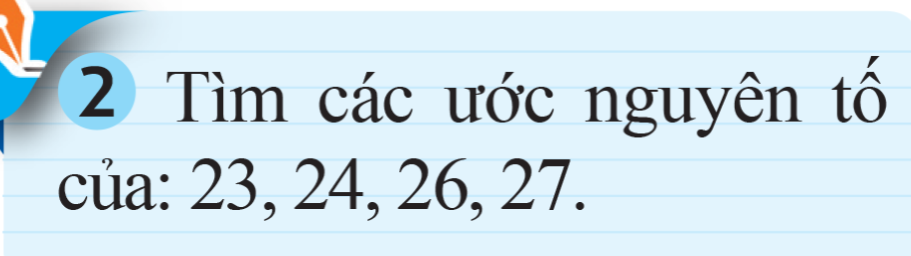 2 Tìm các ước nguyên tố
của: 23, 24, 26, 27.